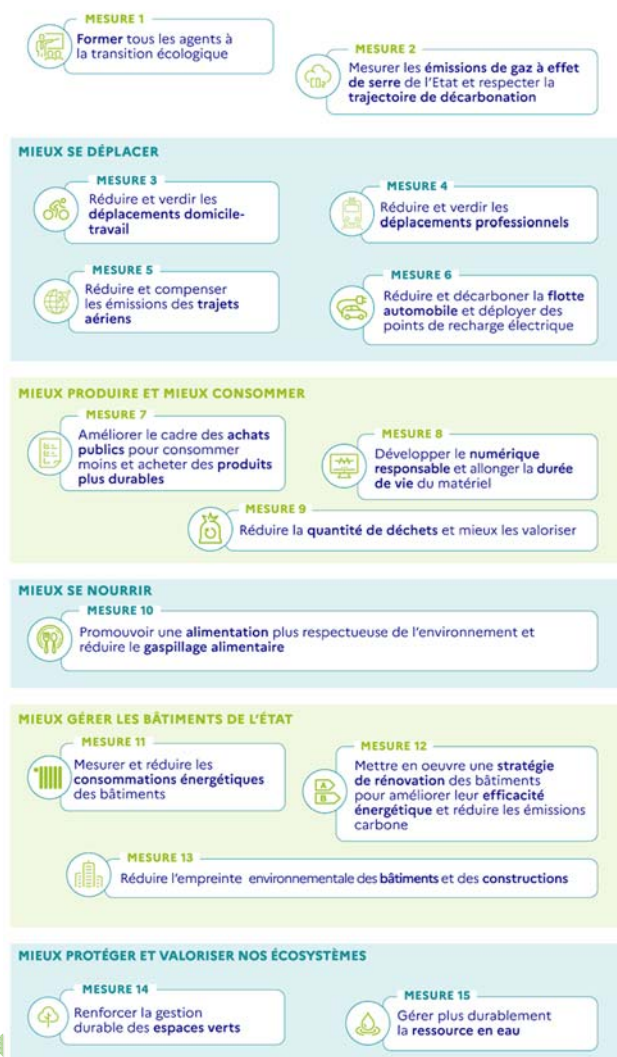 MESURE 1
Former tous les agents à
la transition écologique
MESURE 2
Mesurer les émissions de gaz à effet
de serre de l'Etat et respecter la
trajectoire de décarbonation
MIEUX SE DÉPLACER
MESURE 3
Réduire et verdir les
déplacements domicile-
travail
MESURE 4
Réduire et verdir les
déplacements professionnels
MESURE 5
Réduire et compenser
les émissions des trajets
aériens
MESURE 6
Réduire et décarboner la flotte
automobile et déployer des
points de recharge électrique
MIEUX PRODUIRE ET MIEUX CONSOMMER
MESURE 7
Améliorer le cadre des achats
publics pour consommer
moins et acheter des produits
plus durables
MESURE 8
Développer le numérique
responsable et allonger la durée
de vie du matériel
MESURE 9
Réduire la quantité de déchets et mieux les valoriser
MIEUX SE NOURRIR
MESURE 10
Promouvoir une alimentation plus respectueuse de l'environnement et
réduire le gaspillage alimentaire
MIEUX GÉRER LES BÂTIMENTS DE L'ÉTAT
MESURE 11
Mesurer et réduire les
consommations énergétiques
des bâtiments
MESURE 12
Mettre en oeuvre une stratégie
de rénovation des bâtiments
pour améliorer leur efficacité
énergétique et réduire les émissions
carbone
A
B
MESURE 13
Réduire l'empreinte environnementale des bâtiments et des constructions
MIEUX PROTÉGER ET VALORISER NOS ÉCOSYSTÈMES
MESURE 14
Renforcer la gestion
durable des espaces verts
MESURE 15
Gérer plus durablement
la ressource en eau